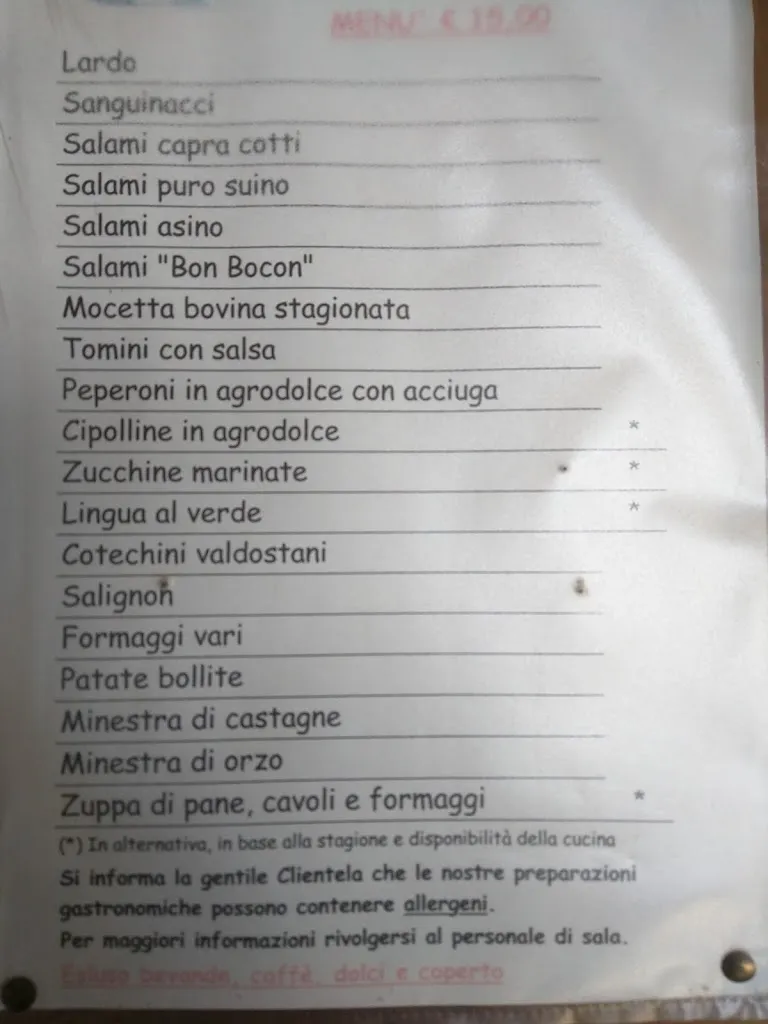 MENU' € 15,00
Lardo
Sanguinacci
Salami capra cotti
Salami puro suino
Salami asino
Salami "Bon Bocon"
Mocetta bovina stagionata
Tomini con salsa
Peperoni in agrodolce con acciuga
Cipolline in agrodolce *
Zucchine marinate *
Lingua al verde *
Cotechini valdostani
Salignon
Formaggi vari
Patate bollite
Minestra di castagne
Minestra di orzo
Zuppa di pane, cavoli e formaggi *
(*) In alternativa, in base alla stagione e disponibilità della cucina
Si informa la gentile Clientela che le nostre preparazioni
gastronomiche possono contenere allergeni.
Per maggiori informazioni rivolgersi al personale di sala.
Escluso bevande, caffè, dolci e coperto